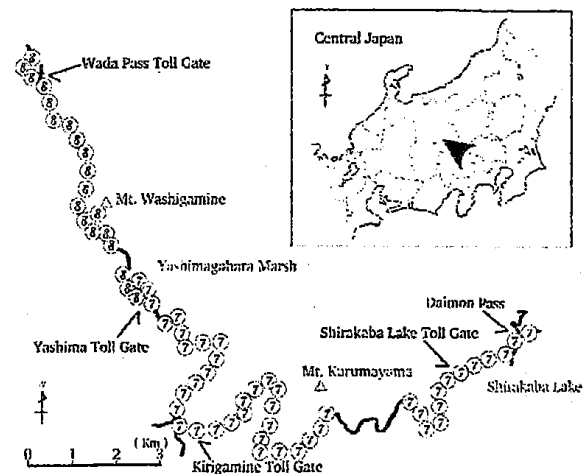 Central Japan
Wada Pass Toll Gate
Mt. Washigamine
Yashimagahara Marsh
Daimon Pass
Shirakaba Lake Toll Gate
Yashima Toll Gate
Mt. Kurumayama
Shirakaba Lake
(Km)
0 1 2 3
Kirigamine Toll Gate